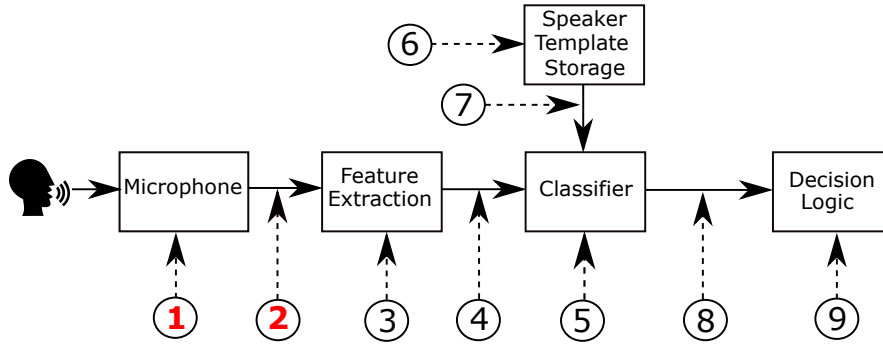 6
Speaker
Template
Storage
7
Microphone
Feature
Extraction
Classifier
Decision
Logic
1
2
3
4
5
8
9